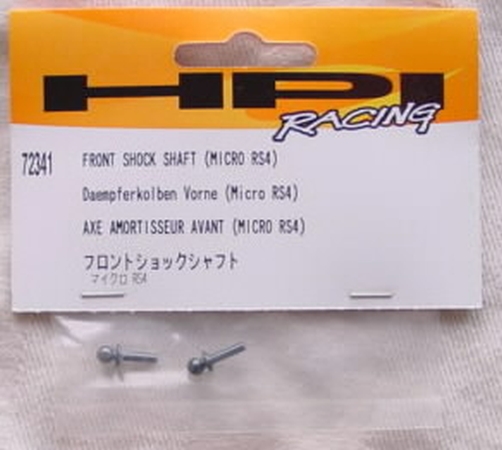 HPI
RACING
72341 FRONT SHOCK SHAFT (MICRO RS4)
Daempferkolben Vorne (Micro RS4)
AXE AMORTISSEUR AVANT (MICRO RS4)
フロントショックシャフト
マイクロ RS4